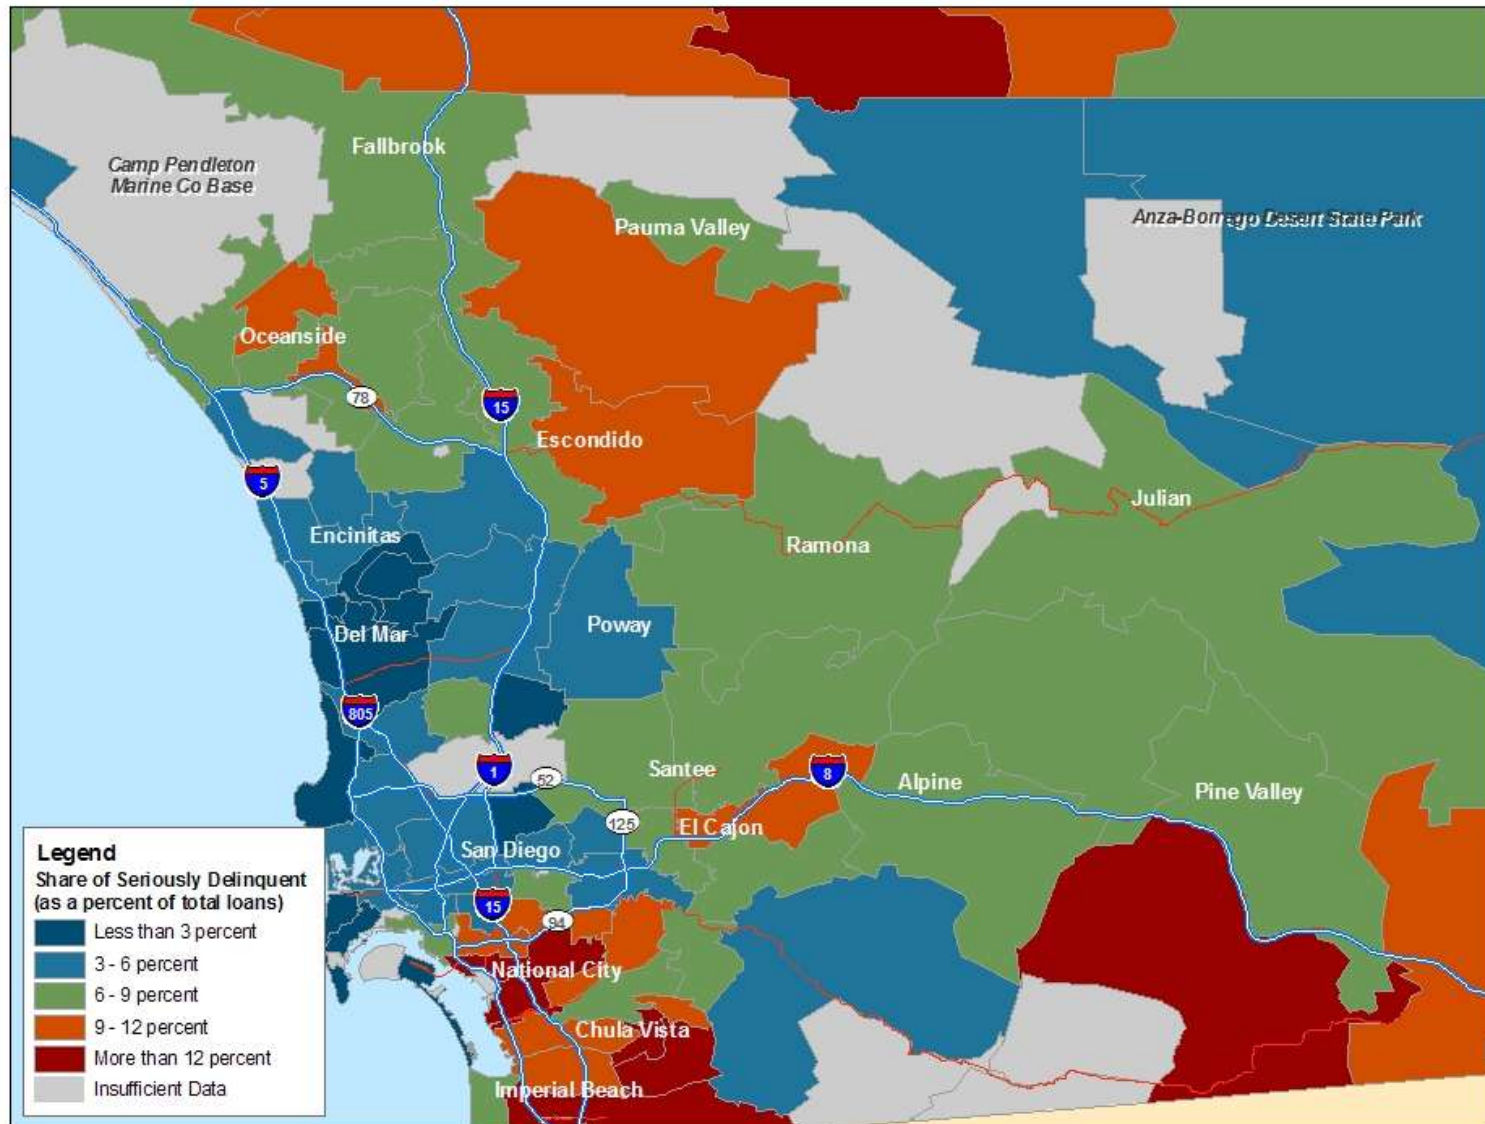 Fallbrook
Camp Pendleton
Marine Co Base
Pauma Valley
Anza-Borrego Desert State Park
Oceanside
78
15
Escondido
5
Julian
Encinitas
Ramona
Del Mar
Poway
805
1
52
Santee
8
Alpine
Pine Valley
125
El Cajon
San Diego
15
94
National City
Chula Vista
Imperial Beach
Legend
Share of Seriously Delinquent
(as a percent of total loans)
Less than 3 percent
3 - 6 percent
6 - 9 percent
9 - 12 percent
More than 12 percent
Insufficient Data